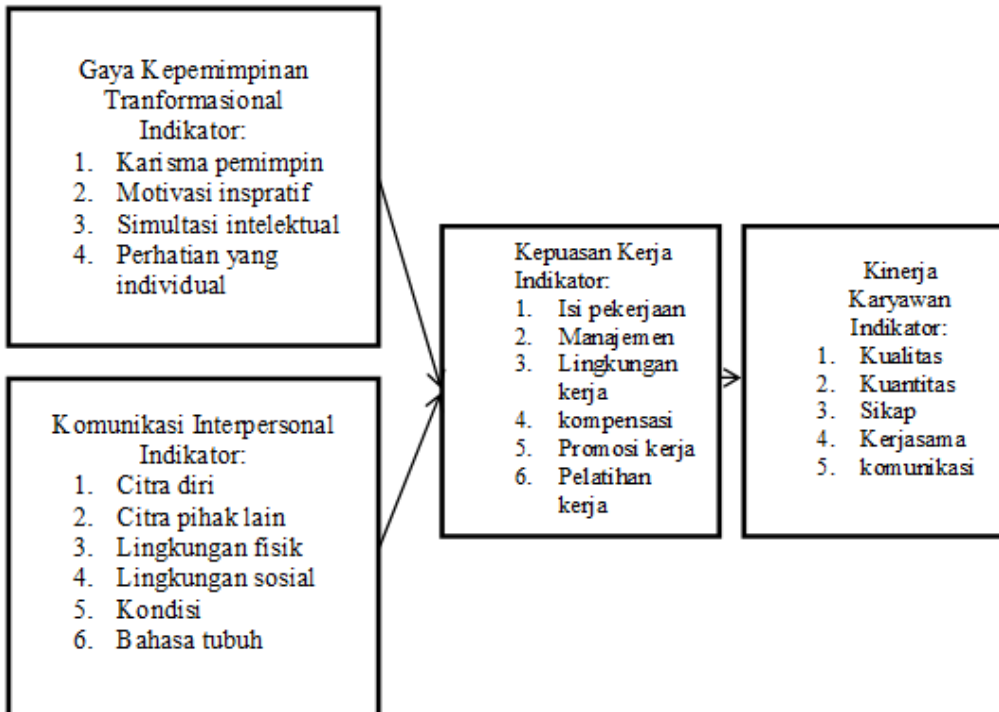 Gaya Kepemimpinan
Tranformasional
Indikator:
1. Karisma pemimpin
2. Motivasi inspratif
3. Simultasi intelektual
4. Perhatian yang
individual
Komunikasi Interpersonal
Indikator:
1. Citra diri
2. Citra pihak lain
3. Lingkungan fisik
4. Lingkungan sosial
5. Kondisi
6. Bahasa tubuh
Kepuasan Kerja
Indikator:
1. Isi pekerjaan
2. Manajemen
3. Lingkungan
kerja
4. kompensasi
5. Promosi kerja
6. Pelatihan
kerja
Kinerja
Karyawan
Indikator:
1. Kualitas
2. Kuantitas
3. Sikap
4. Kerjasama
5. komunikasi